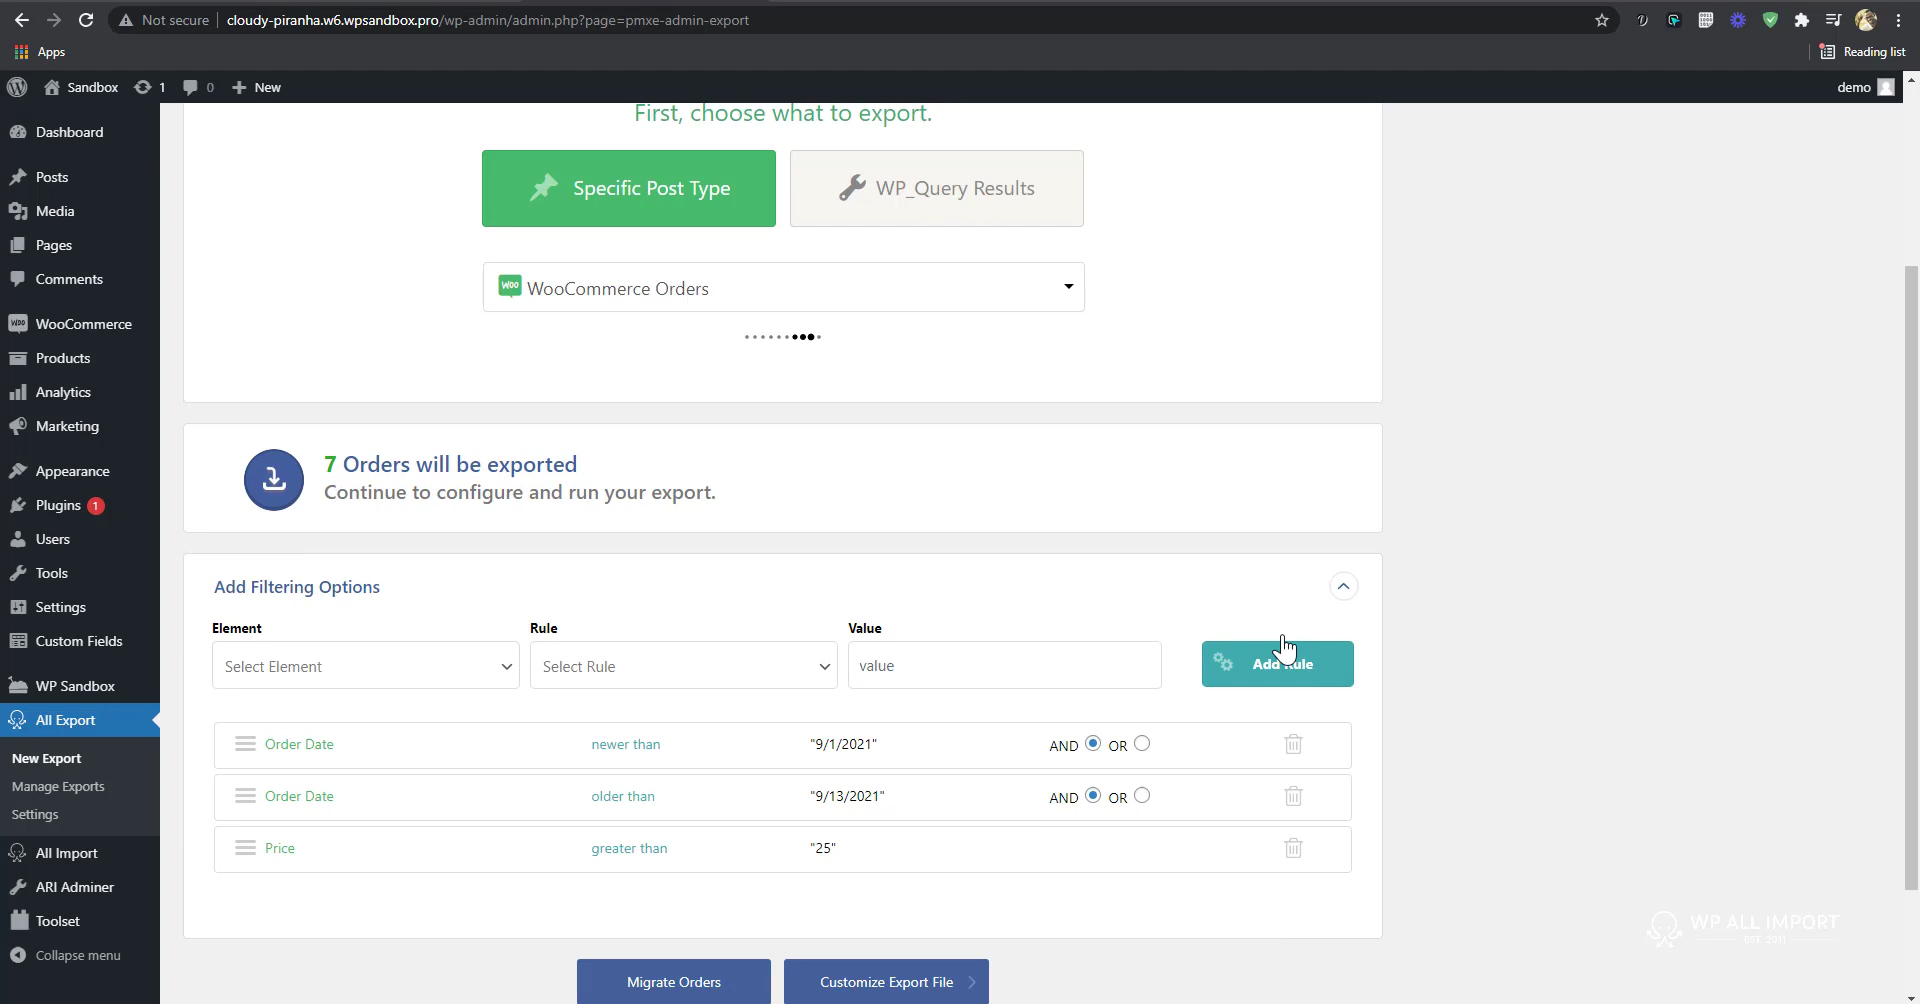 Not secure cloudy-piranha.w6.wpsandbox.pro/wp-admin/admin.php?page=pmxe-admin-export
Apps
Reading list
Sandbox 1 0 New
demo
Dashboard
Posts
Media
Pages
Comments
WooCommerce
Products
Analytics
Marketing
Appearance
Plugins 1
Users
Tools
Settings
Custom Fields
WP Sandbox
All Export
New Export
Manage Exports
Settings
All Import
ARI Adminer
Toolset
Collapse menu
First, choose what to export.
Specific Post Type WP_Query Results
Woo WooCommerce Orders
7 Orders will be exported
Continue to configure and run your export.
Add Filtering Options
Element Rule Value
Select Element Select Rule value Add Rule
Order Date newer than "9/1/2021" AND OR
Order Date older than "9/13/2021" AND OR
Price greater than "25"
Migrate Orders Customize Export File
WP ALL IMPORT
EST. 2011